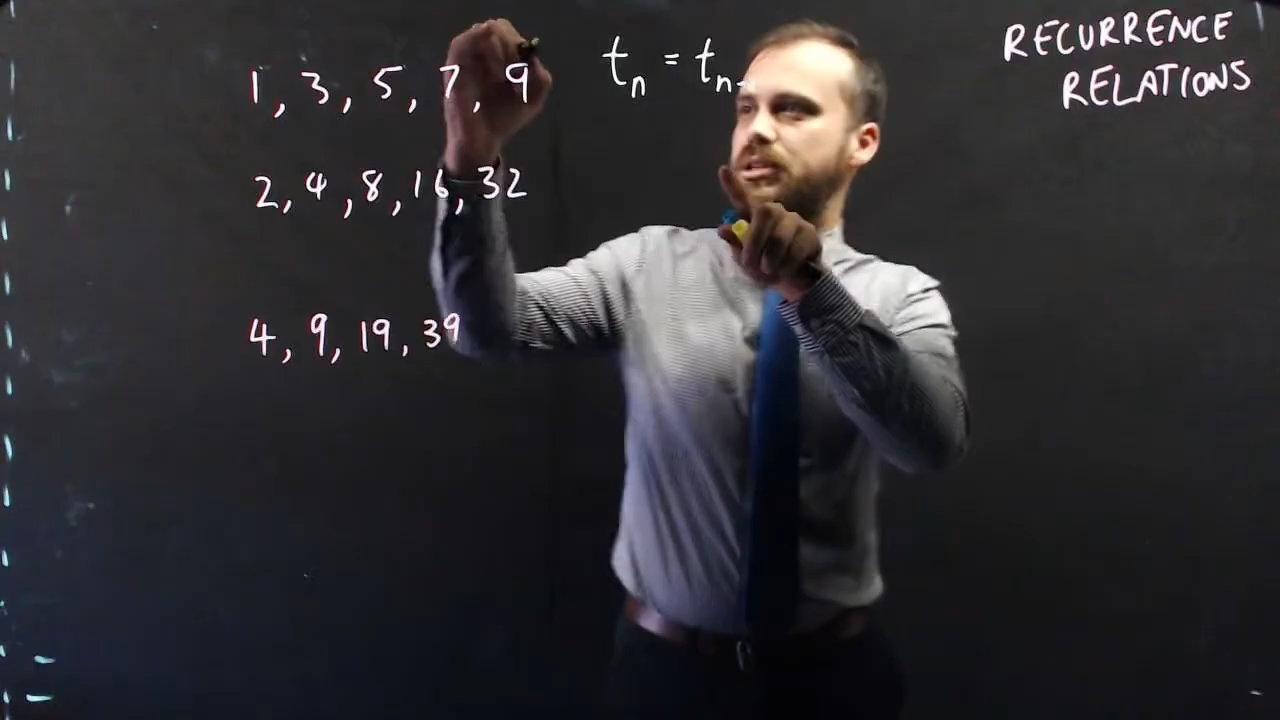 1, 3, 5, 7, 9
tn = tn-
RECURRENCE
RELATIONS
2, 4, 8, 16, 32
4, 9, 19, 39